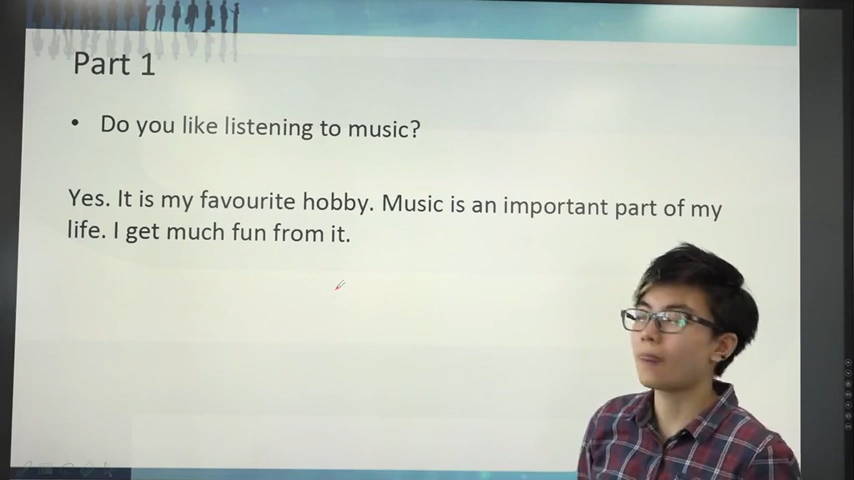 Part 1
• Do you like listening to music?
Yes. It is my favourite hobby. Music is an important part of my
life. I get much fun from it.